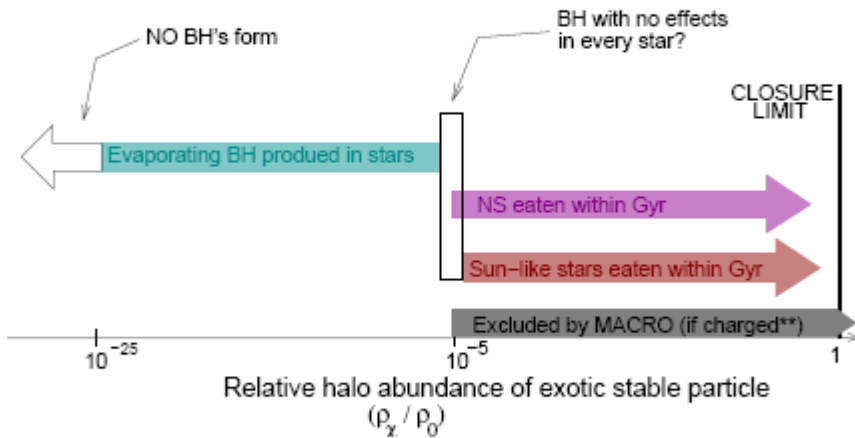 BH with no effects
in every star?
NO BH's form
CLOSURE
LIMIT
Evaporating BH produed in stars
NS eaten within Gyr
Sun-like stars eaten within Gyr
Excluded by MACRO (if charged**)
10⁻²⁵
10⁻⁵
1
Relative halo abundance of exotic stable particle
(ρχ / ρ0)